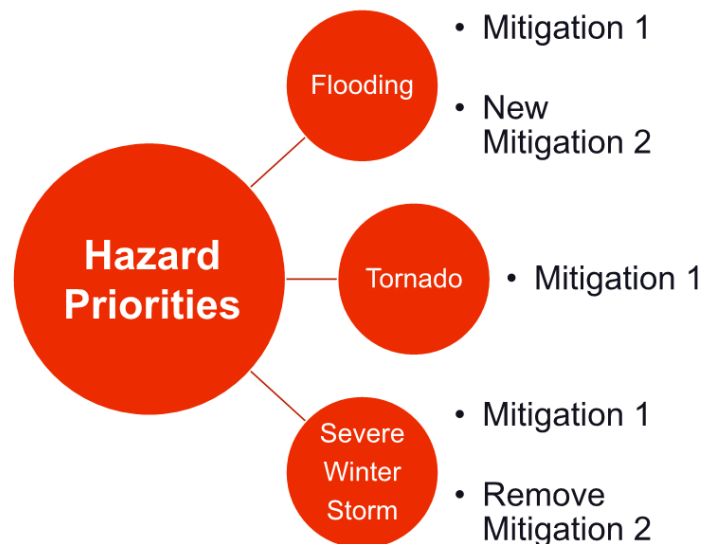 Hazard
Priorities
Flooding
• Mitigation 1
• New
Mitigation 2
Tornado
• Mitigation 1
Severe
Winter
Storm
• Mitigation 1
• Remove
Mitigation 2